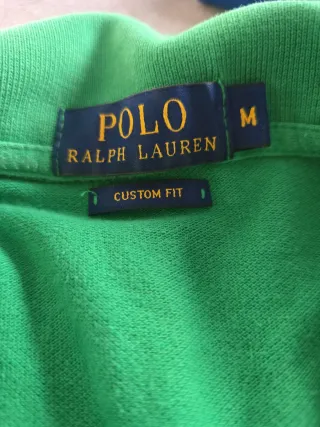 POLO
RALPH LAUREN
M
CUSTOM FIT